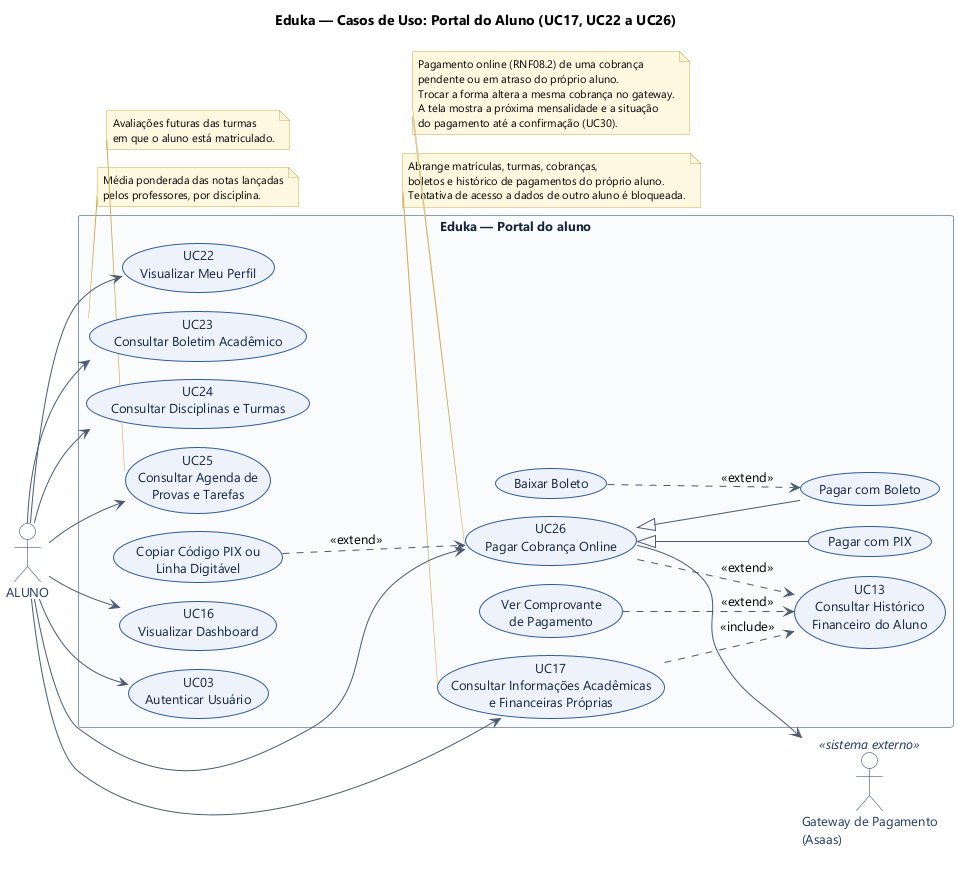 Eduka — Casos de Uso: Portal do Aluno (UC17, UC22 a UC26)
Pagamento online (RNF08.2) de uma cobrança
pendente ou em atraso do próprio aluno.
Trocar a forma altera a mesma cobrança no gateway.
A tela mostra a próxima mensalidade e a situação
do pagamento até a confirmação (UC30).
Avaliações futuras das turmas
em que o aluno está matriculado.
Abrange matrículas, turmas, cobranças,
boletos e histórico de pagamentos do próprio aluno.
Tentativa de acesso a dados de outro aluno é bloqueada.
Média ponderada das notas lançadas
pelos professores, por disciplina.
Eduka — Portal do aluno
UC22
Visualizar Meu Perfil
UC23
Consultar Boletim Acadêmico
UC24
Consultar Disciplinas e Turmas
UC25
Consultar Agenda de
Provas e Tarefas
Copiar Código PIX ou
Linha Digitável
«extend»
UC16
Visualizar Dashboard
UC03
Autenticar Usuário
ALUNO
Baixar Boleto
«extend»
Pagar com Boleto
UC26
Pagar Cobrança Online
Pagar com PIX
«extend»
Ver Comprovante
de Pagamento
«extend»
UC13
Consultar Histórico
Financeiro do Aluno
«include»
UC17
Consultar Informações Acadêmicas
e Financeiras Próprias
«sistema externo»
Gateway de Pagamento
(Asaas)